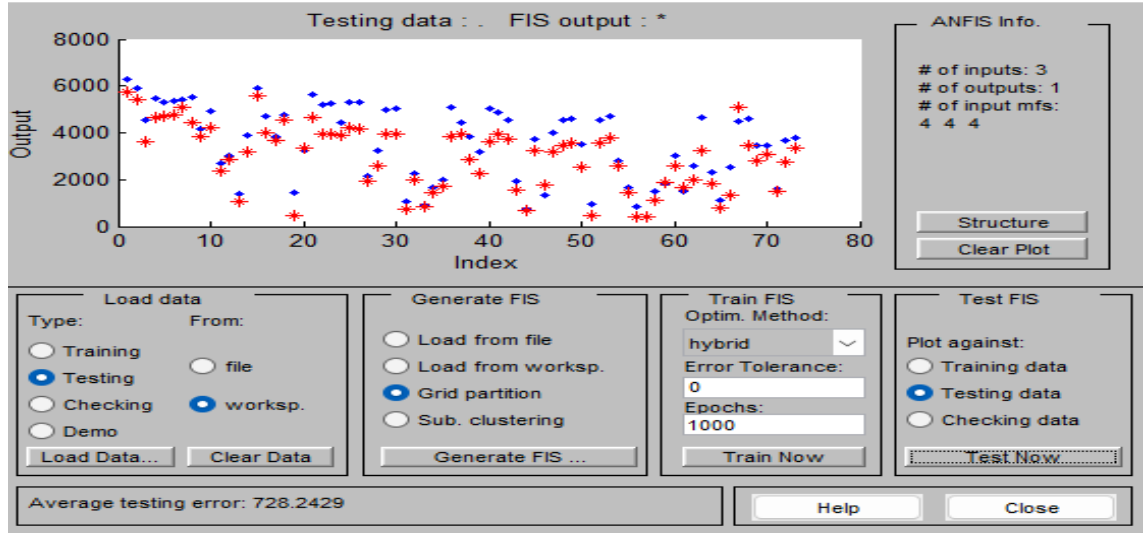 Testing data : .   FIS output : *
8000
6000
4000
2000
0
Output
0 10 20 30 40 50 60 70 80
Index
ANFIS Info.
# of inputs: 3
# of outputs: 1
# of input mfs:
4  4  4
Structure
Clear Plot
Load data
Type: From:
Training
Testing
Checking
Demo
file
worksp.
Load Data...
Clear Data
Generate FIS
Load from file
Load from worksp.
Grid partition
Sub. clustering
Generate FIS ...
Train FIS
Optim. Method:
hybrid
Error Tolerance:
0
Epochs:
1000
Train Now
Test FIS
Plot against:
Training data
Testing data
Checking data
Test Now
Average testing error: 728.2429
Help
Close